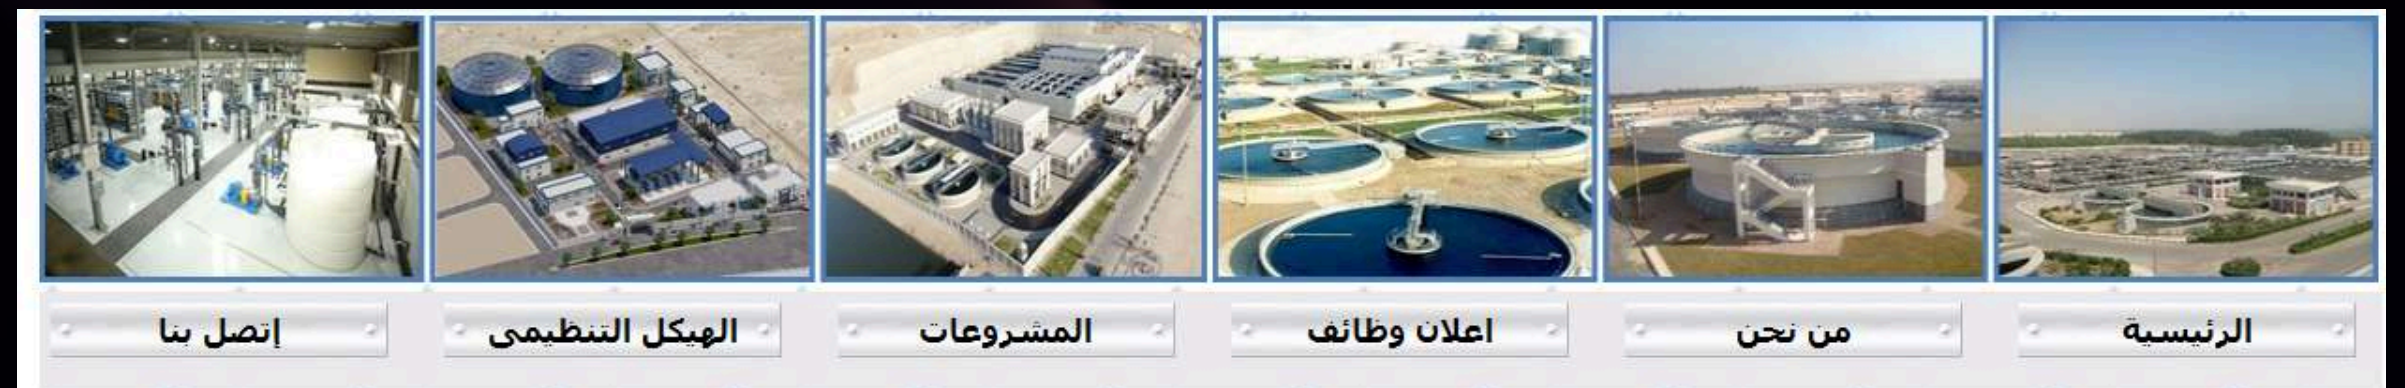 الرئيسية
من نحن
اعلان وظائف
المشروعات
الهيكل التنظيمى
إتصل بنا